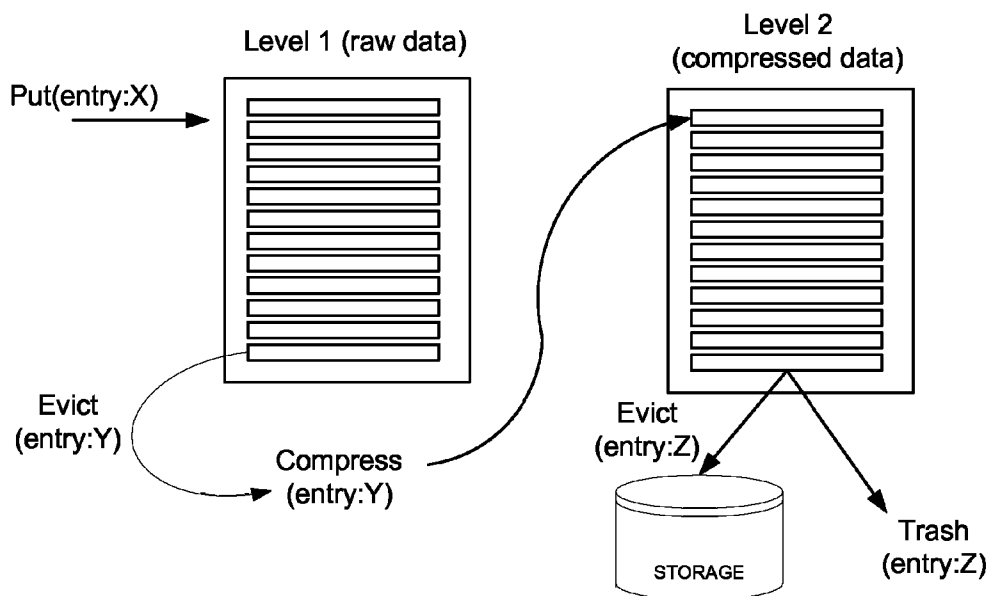 Level 1 (raw data)
Level 2
(compressed data)
Put(entry:X)
Evict
(entry:Y)
Compress
(entry:Y)
Evict
(entry:Z)
STORAGE
Trash
(entry:Z)